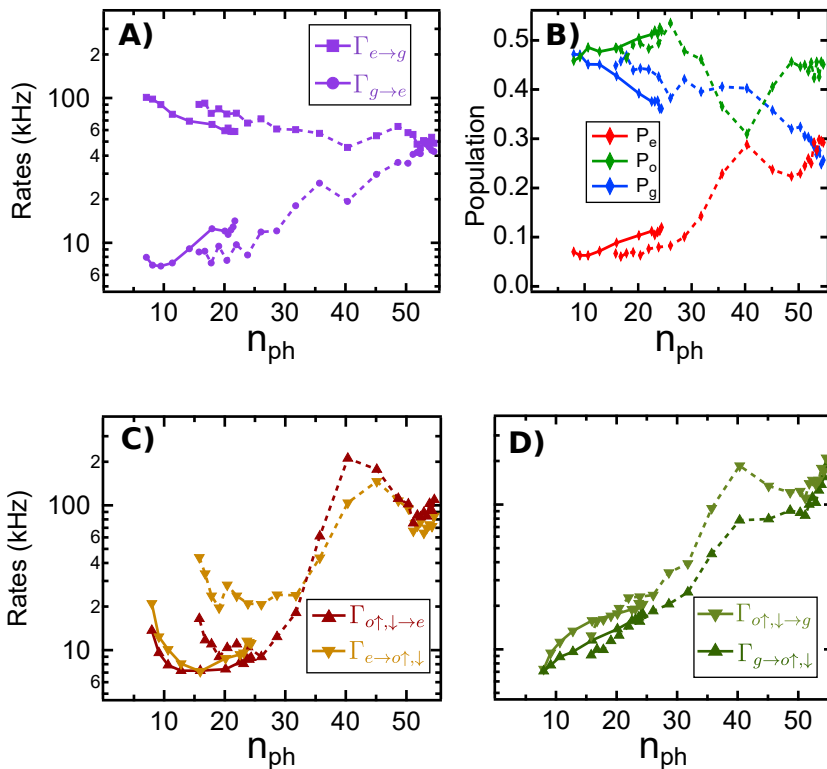 A)
Γe→g
Γg→e
Rates (kHz)
2
100
6
4
2
10
8
6
10
20
30
40
50
nph
B)
Population
0.5
0.4
0.3
0.2
0.1
0.0
Pe
Po
Pg
10
20
30
40
50
nph
C)
Rates (kHz)
2
100
6
4
2
10
8
6
Γo↑,↓→e
Γe→o↑,↓
10
20
30
40
50
nph
D)
Γo↑,↓→g
Γg→o↑,↓
10
20
30
40
50
nph